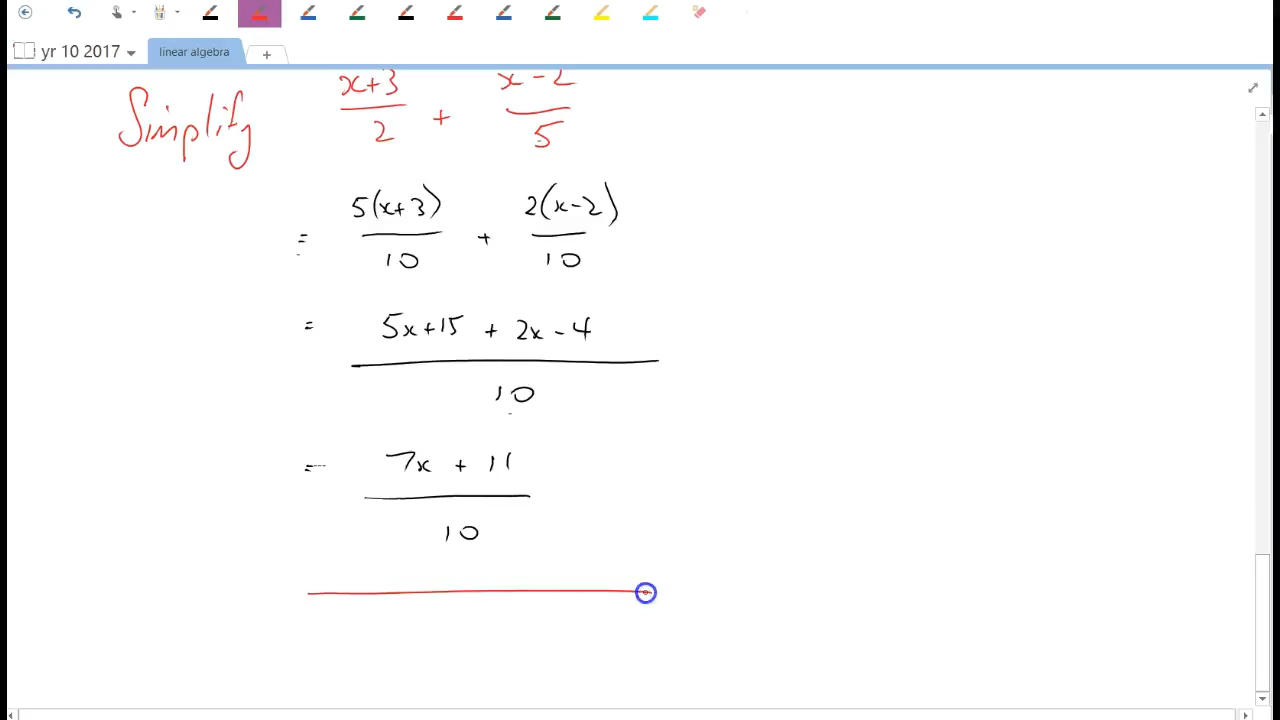 yr 10 2017 linear algebra +
x+3 x-2
Simplify — + —
2 5
5(x+3) 2(x-2)
= — + —
10 10
= 5x+15 + 2x-4
10
= 7x + 11
10